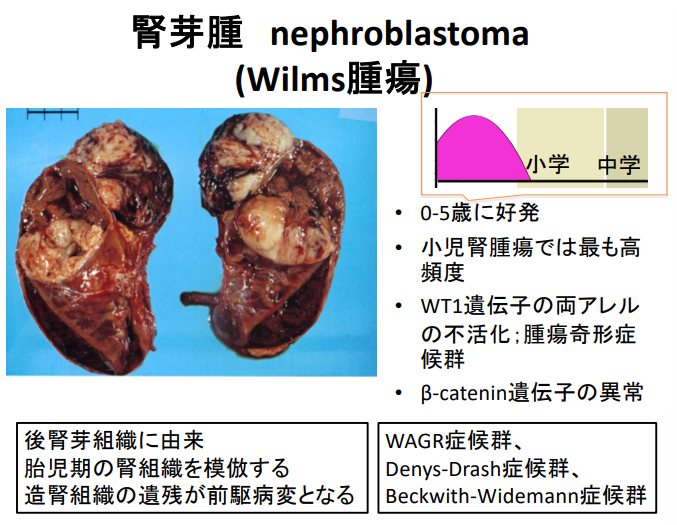 腎芽腫 nephroblastoma
(Wilms腫瘍)
小学 中学
• 0-5歳に好発
• 小児腎腫瘍では最も高
頻度
• WT1遺伝子の両アレル
の不活化；腫瘍奇形症
候群
• β-catenin遺伝子の異常
後腎芽組織に由来
胎児期の腎組織を模倣する
造腎組織の遺残が前駆病変となる
WAGR症候群、
Denys-Drash症候群、
Beckwith-Widemann症候群